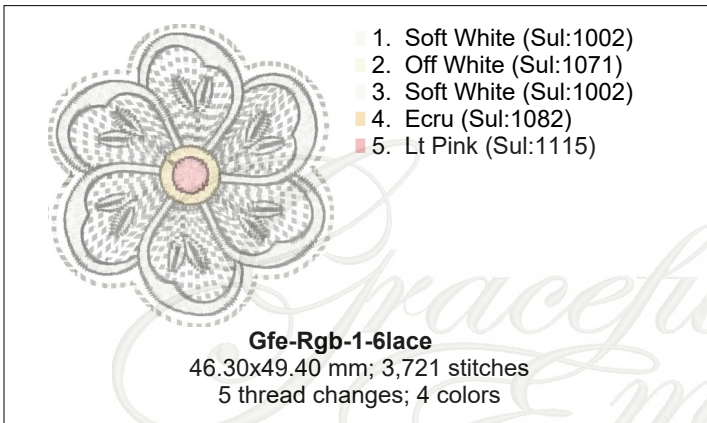 1. Soft White (Sul:1002)
2. Off White (Sul:1071)
3. Soft White (Sul:1002)
4. Ecru (Sul:1082)
5. Lt Pink (Sul:1115)
Gfe-Rgb-1-6lace
46.30x49.40 mm; 3,721 stitches
5 thread changes; 4 colors